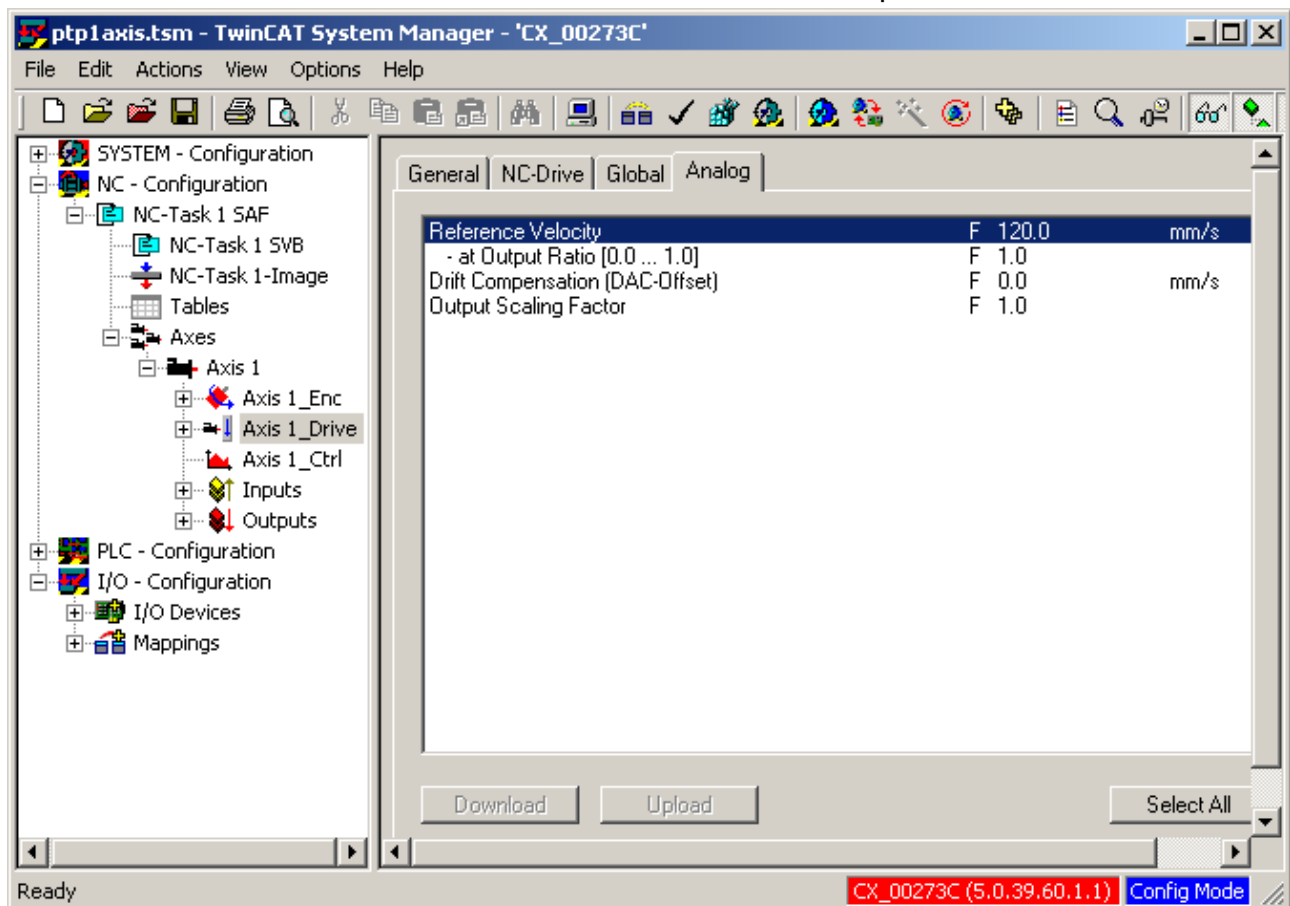 ptp1axis.tsm - TwinCAT System Manager - 'CX_00273C'
File Edit Actions View Options Help
SYSTEM - Configuration
NC - Configuration
NC-Task 1 SAF
NC-Task 1 SVB
NC-Task 1-Image
Tables
Axes
Axis 1
Axis 1_Enc
Axis 1_Drive
Axis 1_Ctrl
Inputs
Outputs
PLC - Configuration
I/O - Configuration
I/O Devices
Mappings
General NC-Drive Global Analog
Reference Velocity F 120.0 mm/s
- at Output Ratio [0.0 ... 1.0] F 1.0
Drift Compensation (DAC-Offset) F 0.0 mm/s
Output Scaling Factor F 1.0
Download Upload Select All
Ready CX_00273C (5.0.39.60.1.1) Config Mode